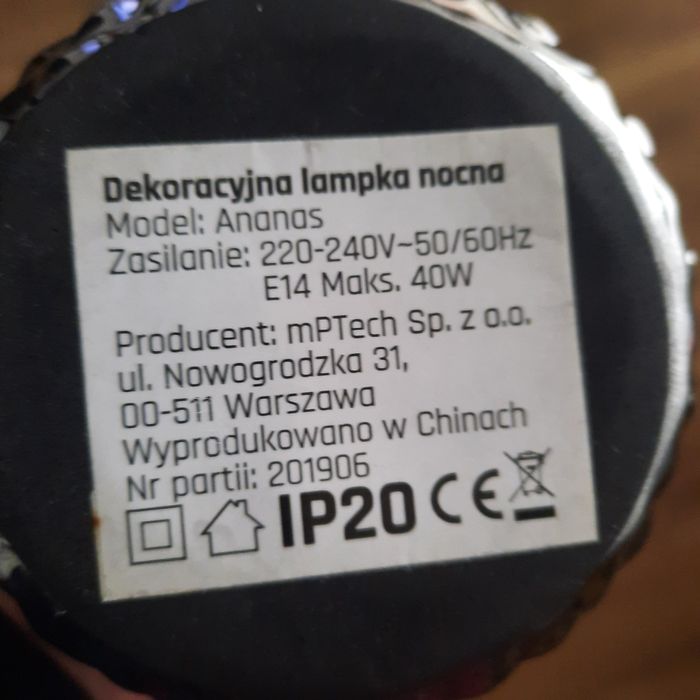 Dekoracyjna lampka nocna
Model: Ananas
Zasilanie: 220-240V~50/60Hz
E14 Maks. 40W
Producent: mPTech Sp. z o.o.
ul. Nowogrodzka 31,
00-511 Warszawa
Wyprodukowano w Chinach
Nr partii: 201906
IP20 CE